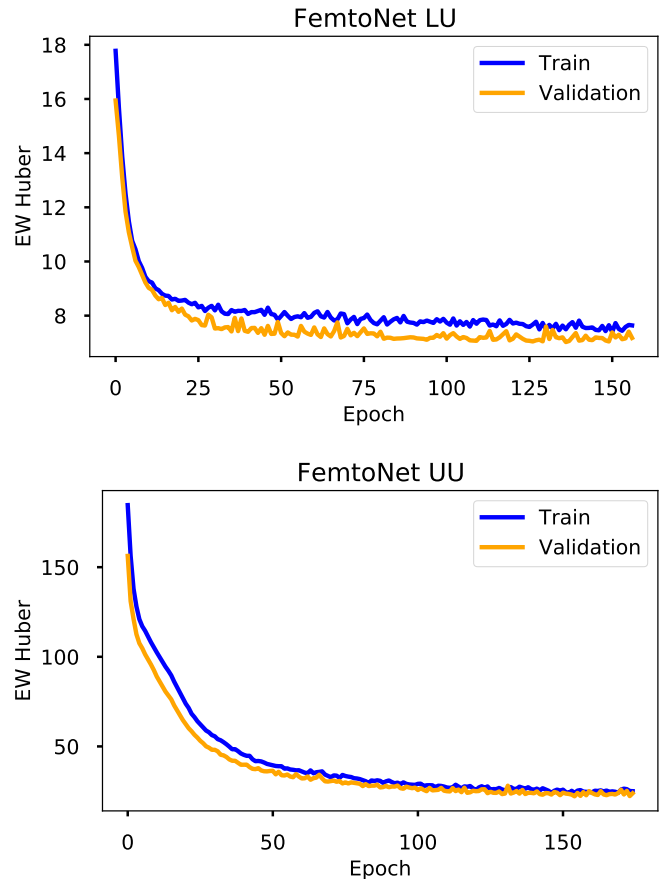 FemtoNet LU
18
16
14
12
10
8
EW Huber
Train
Validation
0 25 50 75 100 125 150
Epoch
FemtoNet UU
150
100
50
EW Huber
Train
Validation
0 50 100 150
Epoch